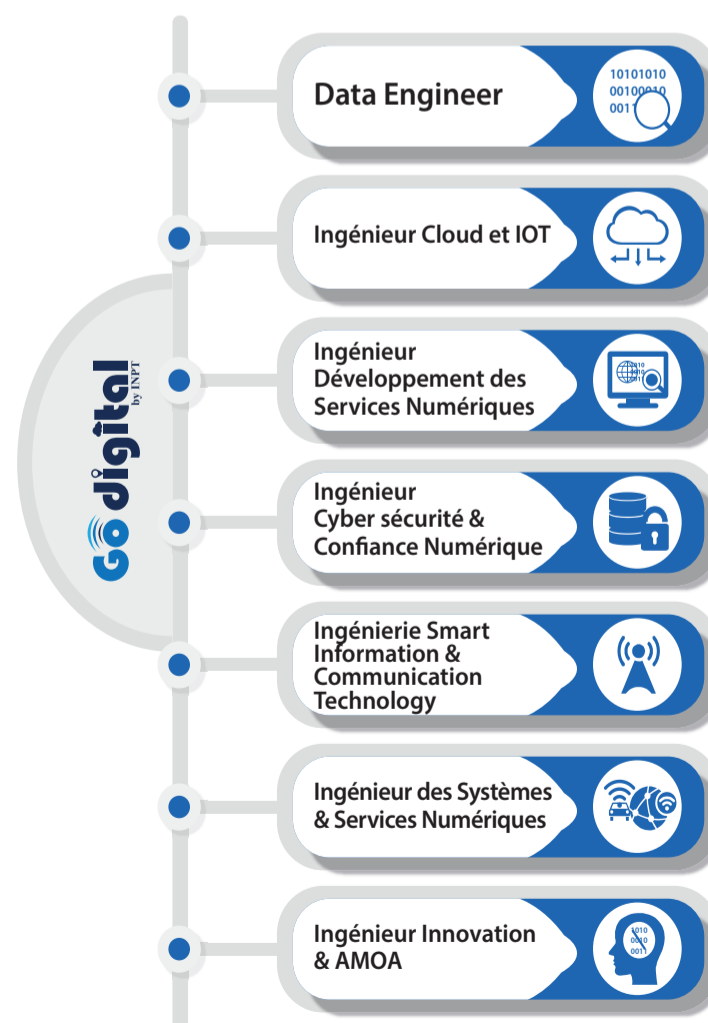 Data Engineer
10101010
00100010
0011
Ingénieur Cloud et IOT
Ingénieur
Développement des
Services Numériques
Go digital
by INPT
Ingénieur
Cyber sécurité &
Confiance Numérique
Ingénierie Smart
Information &
Communication
Technology
Ingénieur des Systèmes
& Services Numériques
Ingénieur Innovation
& AMOA
1010
0010
0011